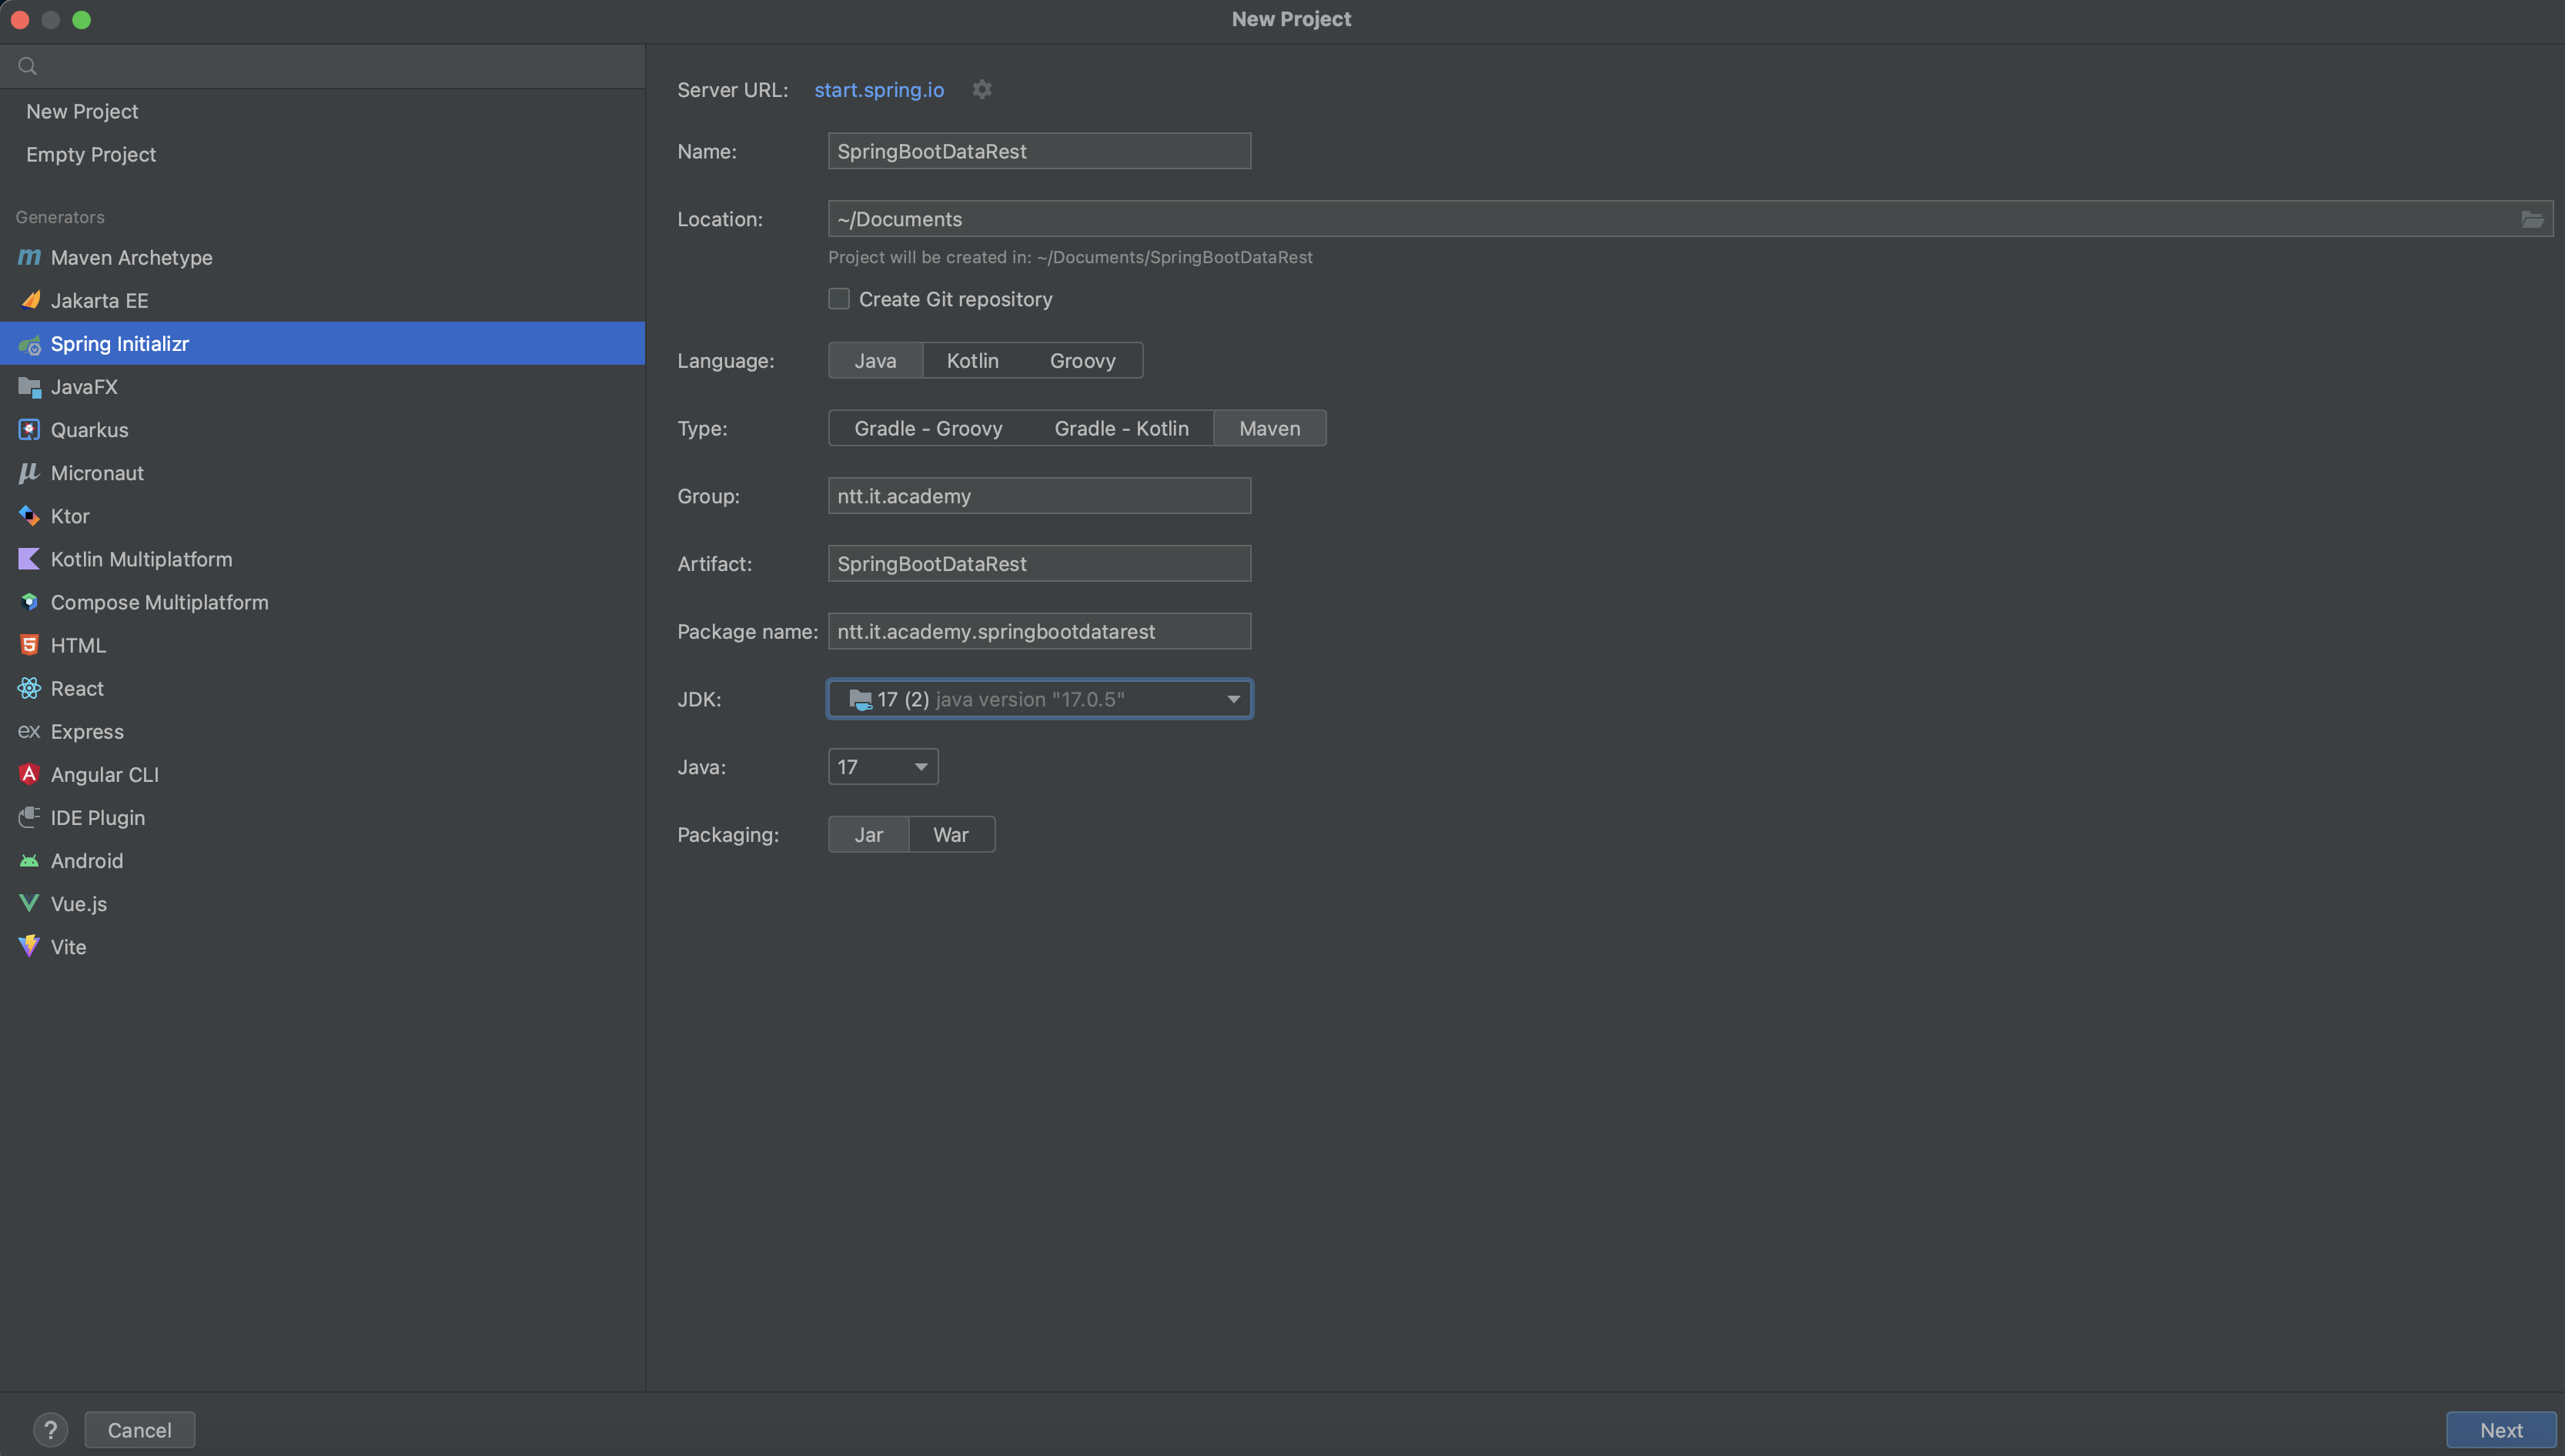 New Project
New Project
Empty Project
Generators
Maven Archetype
Jakarta EE
Spring Initializr
JavaFX
Quarkus
Micronaut
Ktor
Kotlin Multiplatform
Compose Multiplatform
HTML
React
ex Express
Angular CLI
IDE Plugin
Android
Vue.js
Vite
Server URL: start.spring.io
Name: SpringBootDataRest
Location: ~/Documents
Project will be created in: ~/Documents/SpringBootDataRest
Create Git repository
Language: Java Kotlin Groovy
Type: Gradle - Groovy Gradle - Kotlin Maven
Group: ntt.it.academy
Artifact: SpringBootDataRest
Package name: ntt.it.academy.springbootdatarest
JDK: 17 (2) java version "17.0.5"
Java: 17
Packaging: Jar War
? Cancel Next